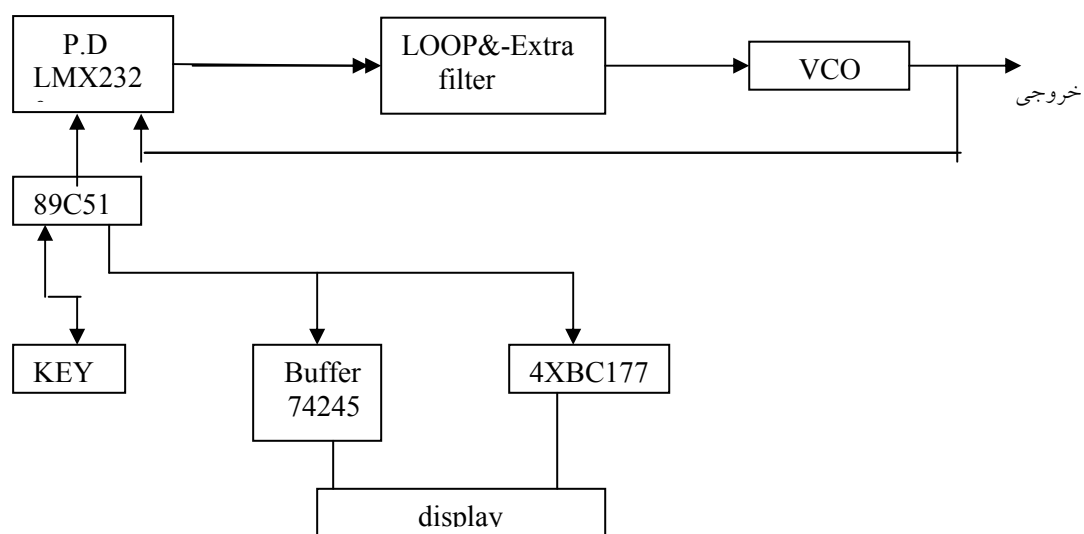 P.D
LMX232
LOOP&-Extra
filter
VCO
خروجی
89C51
KEY
Buffer
74245
4XBC177
display